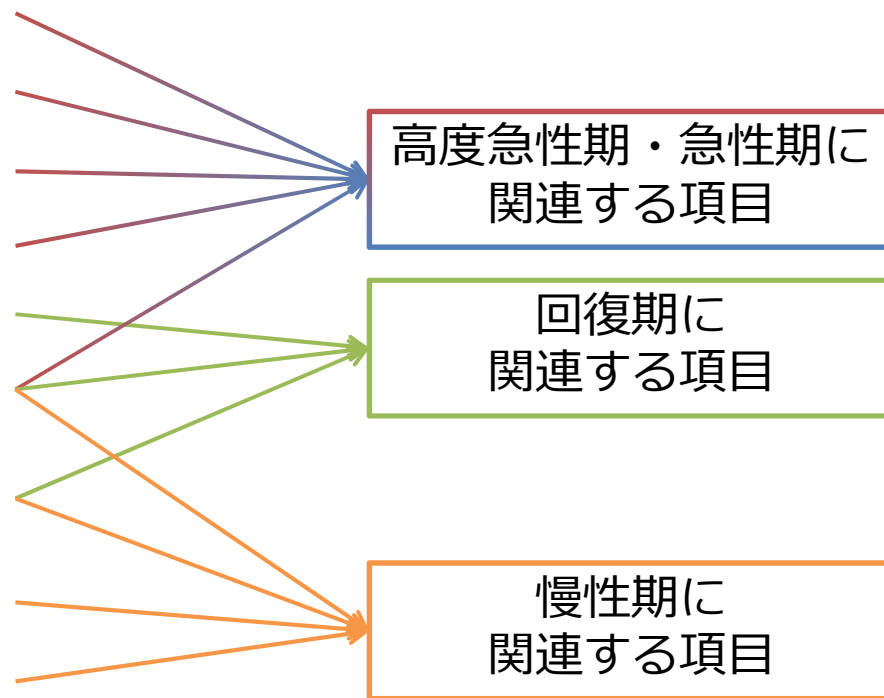 高度急性期・急性期に
関連する項目
回復期に
関連する項目
慢性期に
関連する項目